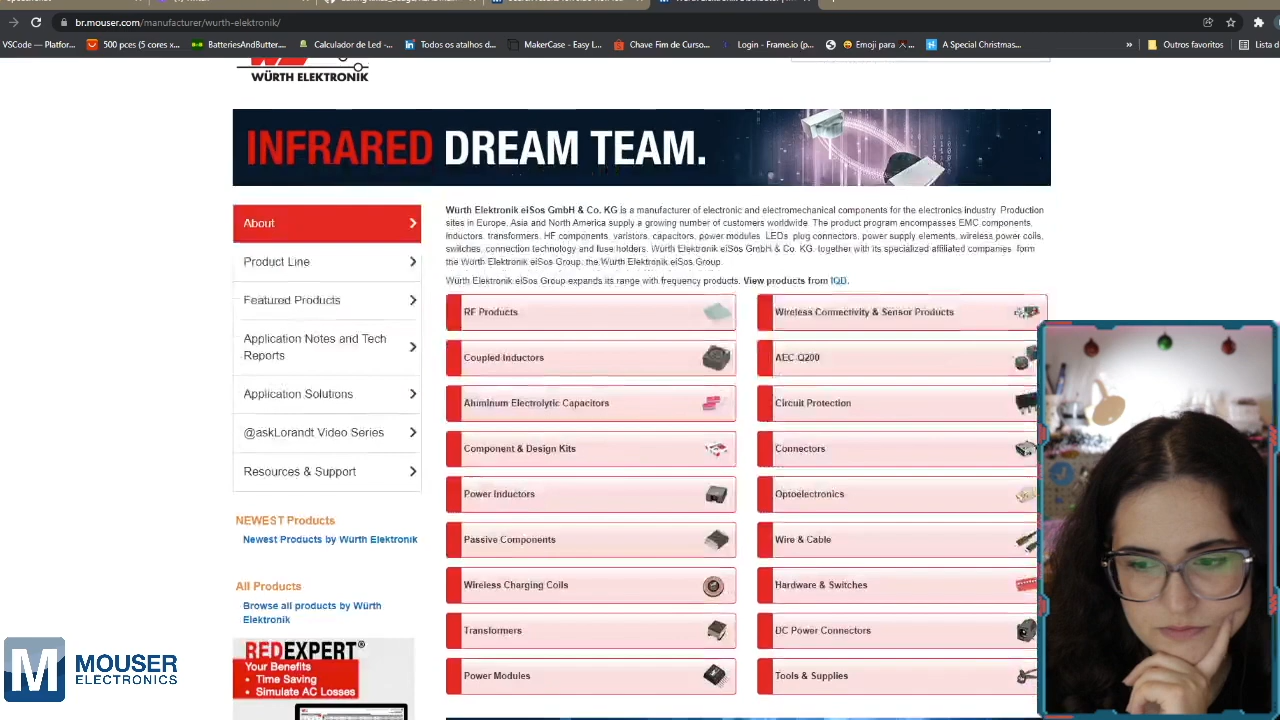 br.mouser.com/manufacturer/wurth-elektronik/
VSCode — Platfor...
500 pces (5 cores x...
BatteriesAndButter...
Calculador de Led -...
Todos os atalhos d...
MakerCase - Easy L...
Chave Fim de Curso...
Login - Frame.io (p...
Emoji para
A Special Christmas...
»
Outros favoritos
Lista d
WÜRTH ELEKTRONIK
INFRARED DREAM TEAM.
About
Product Line
Featured Products
Application Notes and Tech
Reports
Application Solutions
@askLorandt Video Series
Resources & Support
NEWEST Products
Newest Products by Würth Elektronik
All Products
Browse all products by Würth
Elektronik
REDEXPERT®
Your Benefits
• Time Saving
• Simulate AC Losses
Würth Elektronik eiSos GmbH & Co. KG is a manufacturer of electronic and electromechanical components for the electronics industry. Production
sites in Europe, Asia and North America supply a growing number of customers worldwide. The product program encompasses EMC components,
inductors, transformers, HF components, varistors, capacitors, power modules, LEDs, plug connectors, power supply elements, wireless power coils,
switches, connection technology and fuse holders. Würth Elektronik eiSos GmbH & Co. KG, together with its specialized affiliated companies, form
the Würth Elektronik eiSos Group, the Würth Elektronik eiSos Group.
Würth Elektronik eiSos Group expands its range with frequency products. View products from IQD.
RF Products
Wireless Connectivity & Sensor Products
Coupled Inductors
AEC-Q200
Aluminum Electrolytic Capacitors
Circuit Protection
Component & Design Kits
Connectors
Power Inductors
Optoelectronics
Passive Components
Wire & Cable
Wireless Charging Coils
Hardware & Switches
Transformers
DC Power Connectors
Power Modules
Tools & Supplies
M MOUSER
ELECTRONICS